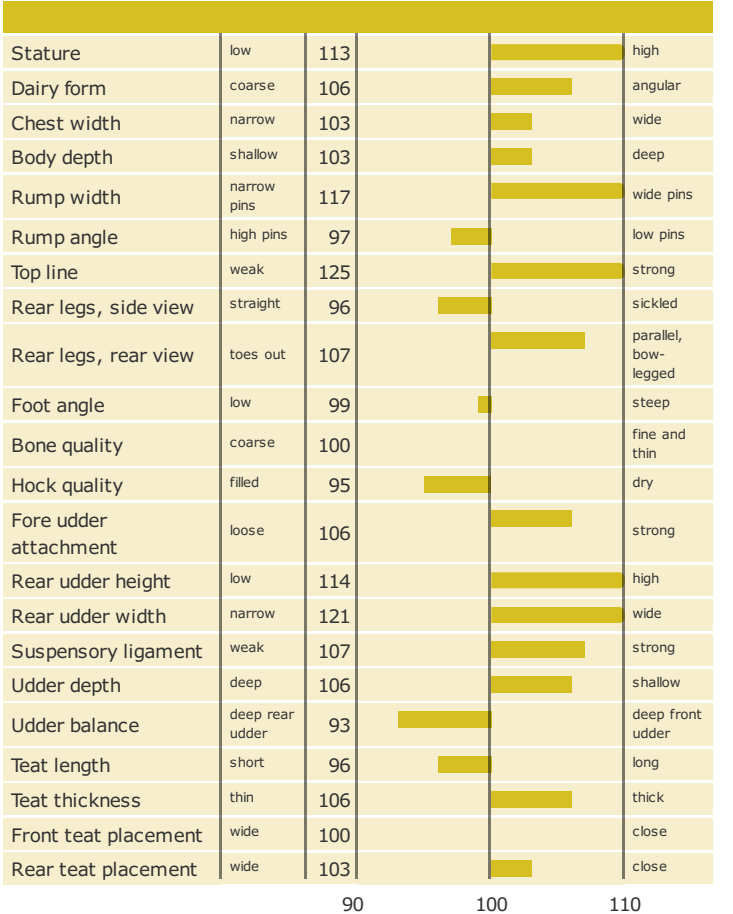 Stature low 113 high
Dairy form coarse 106 angular
Chest width narrow 103 wide
Body depth shallow 103 deep
Rump width narrow pins 117 wide pins
Rump angle high pins 97 low pins
Top line weak 125 strong
Rear legs, side view straight 96 sickled
Rear legs, rear view toes out 107 parallel, bow-legged
Foot angle low 99 steep
Bone quality coarse 100 fine and thin
Hock quality filled 95 dry
Fore udder attachment loose 106 strong
Rear udder height low 114 high
Rear udder width narrow 121 wide
Suspensory ligament weak 107 strong
Udder depth deep 106 shallow
Udder balance deep rear udder 93 deep front udder
Teat length short 96 long
Teat thickness thin 106 thick
Front teat placement wide 100 close
Rear teat placement wide 103 close
90 100 110